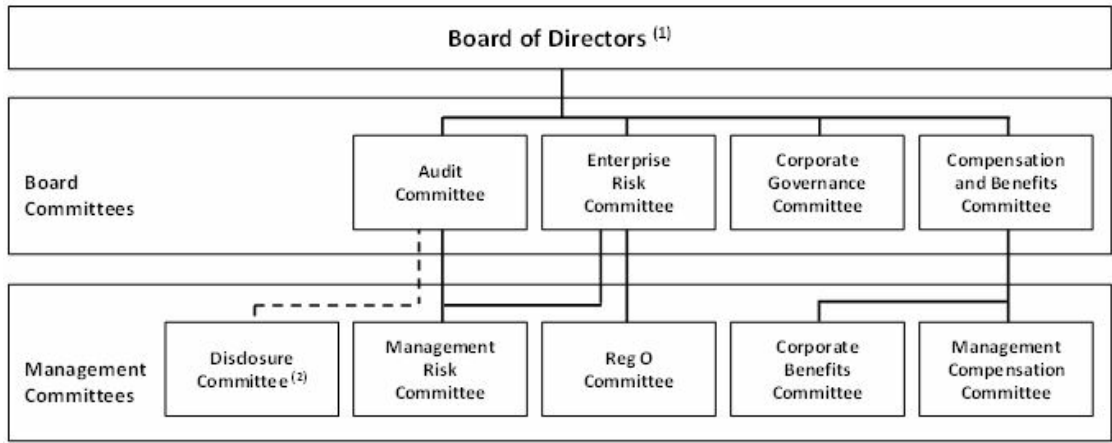 Board of Directors (1)
Board
Committees
Audit
Committee
Enterprise
Risk
Committee
Corporate
Governance
Committee
Compensation
and Benefits
Committee
Management
Committees
Disclosure
Committee (2)
Management
Risk
Committee
Reg O
Committee
Corporate
Benefits
Committee
Management
Compensation
Committee